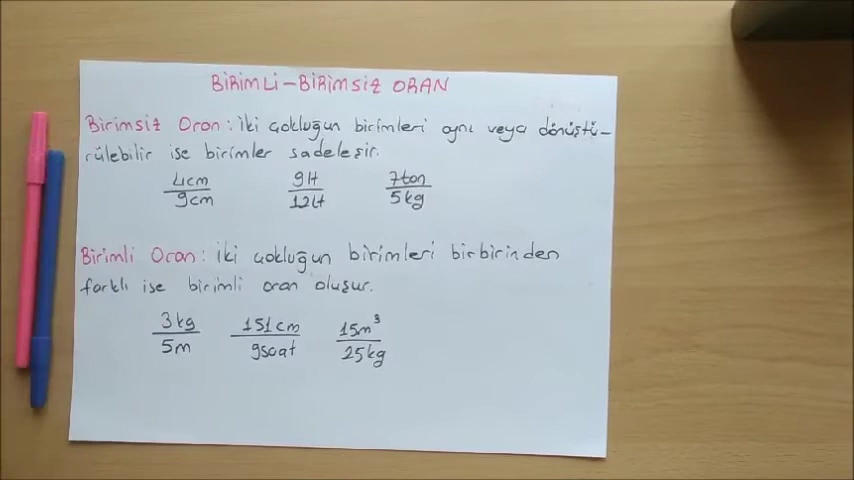 BİRİMLİ-BİRİMSİZ ORAN
Birimsiz Oran: İki çokluğun birimleri aynı veya dönüştü-
rülebilir ise birimler sadeleşir.
4cm 9lt 7ton
9cm 12lt 5kg
Birimli Oran: İki çokluğun birimleri birbirinden
farklı ise birimli oran oluşur.
3kg 151cm 15m³
5m 9saat 25kg